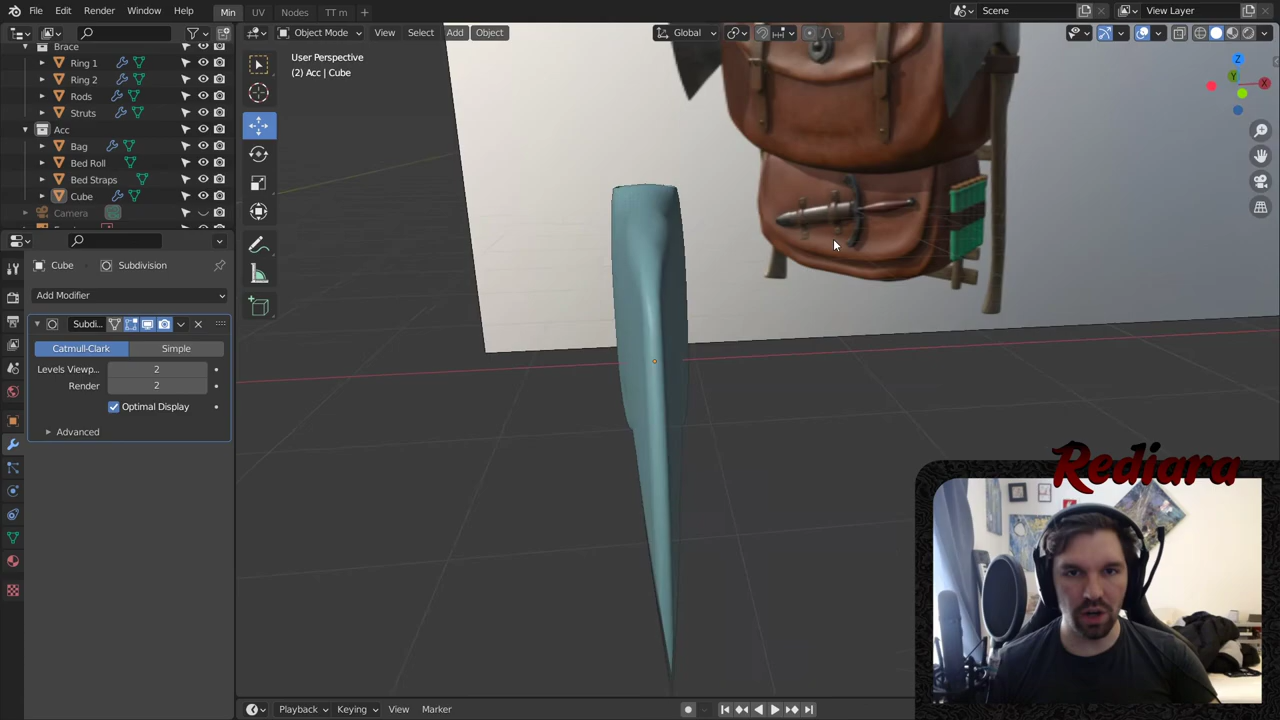 File Edit Render Window Help Min UV Nodes TT m Scene View Layer
Object Mode View Select Add Object Global
User Perspective
(2) Acc | Cube
Brace
Ring 1
Ring 2
Rods
Struts
Acc
Bag
Bed Roll
Bed Straps
Cube
Camera
Cube Subdivision
Add Modifier
Subdi...
Catmull-Clark Simple
Levels Viewp... 2
Render 2
Optimal Display
Advanced
X
Y
Z
Rediara
Playback Keying View Marker